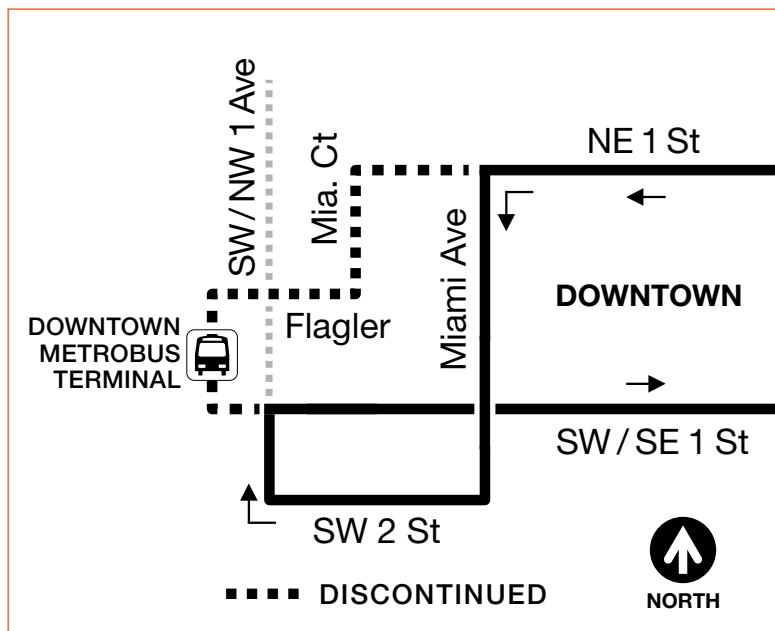 SW / NW 1 Ave
Mia. Ct
NE 1 St
Miami Ave
DOWNTOWN
Flagler
DOWNTOWN
METROBUS
TERMINAL
SW / SE 1 St
SW 2 St
DISCONTINUED
NORTH